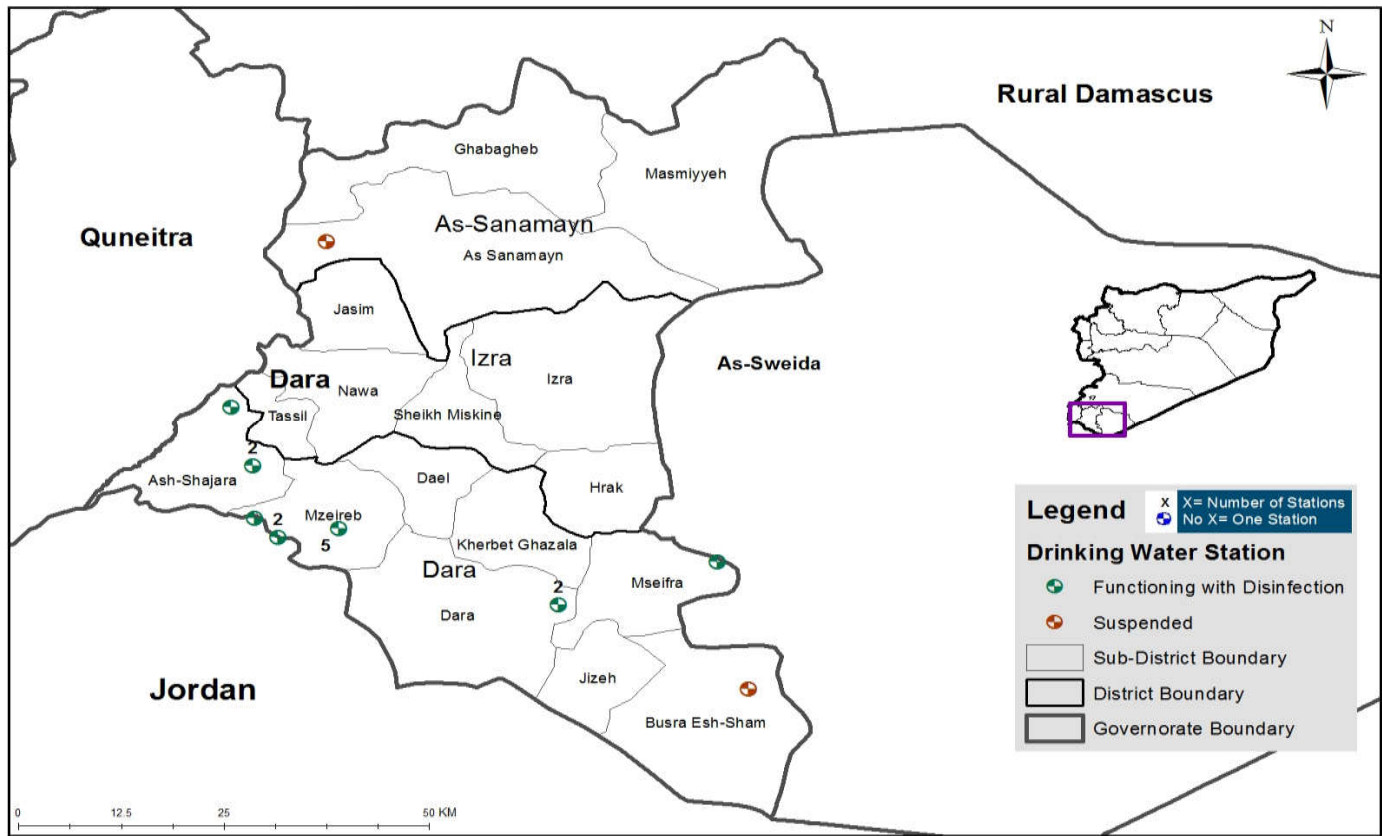 N
Rural Damascus
Ghabagheb
Masmiyyeh
Quneitra
As-Sanamayn
As Sanamayn
Jasim
Izra
Izra
As-Sweida
Dara
Nawa
Tassil
Sheikh Miskine
2
Ash-Shajara
Dael
Hrak
Mzeireb
2
5
Kherbet Ghazala
Dara
Mseifra
2
Dara
Jizeh
Jordan
Busra Esh-Sham
Legend
X X= Number of Stations
No X= One Station
Drinking Water Station
Functioning with Disinfection
Suspended
Sub-District Boundary
District Boundary
Governorate Boundary
0 12.5 25 50 KM